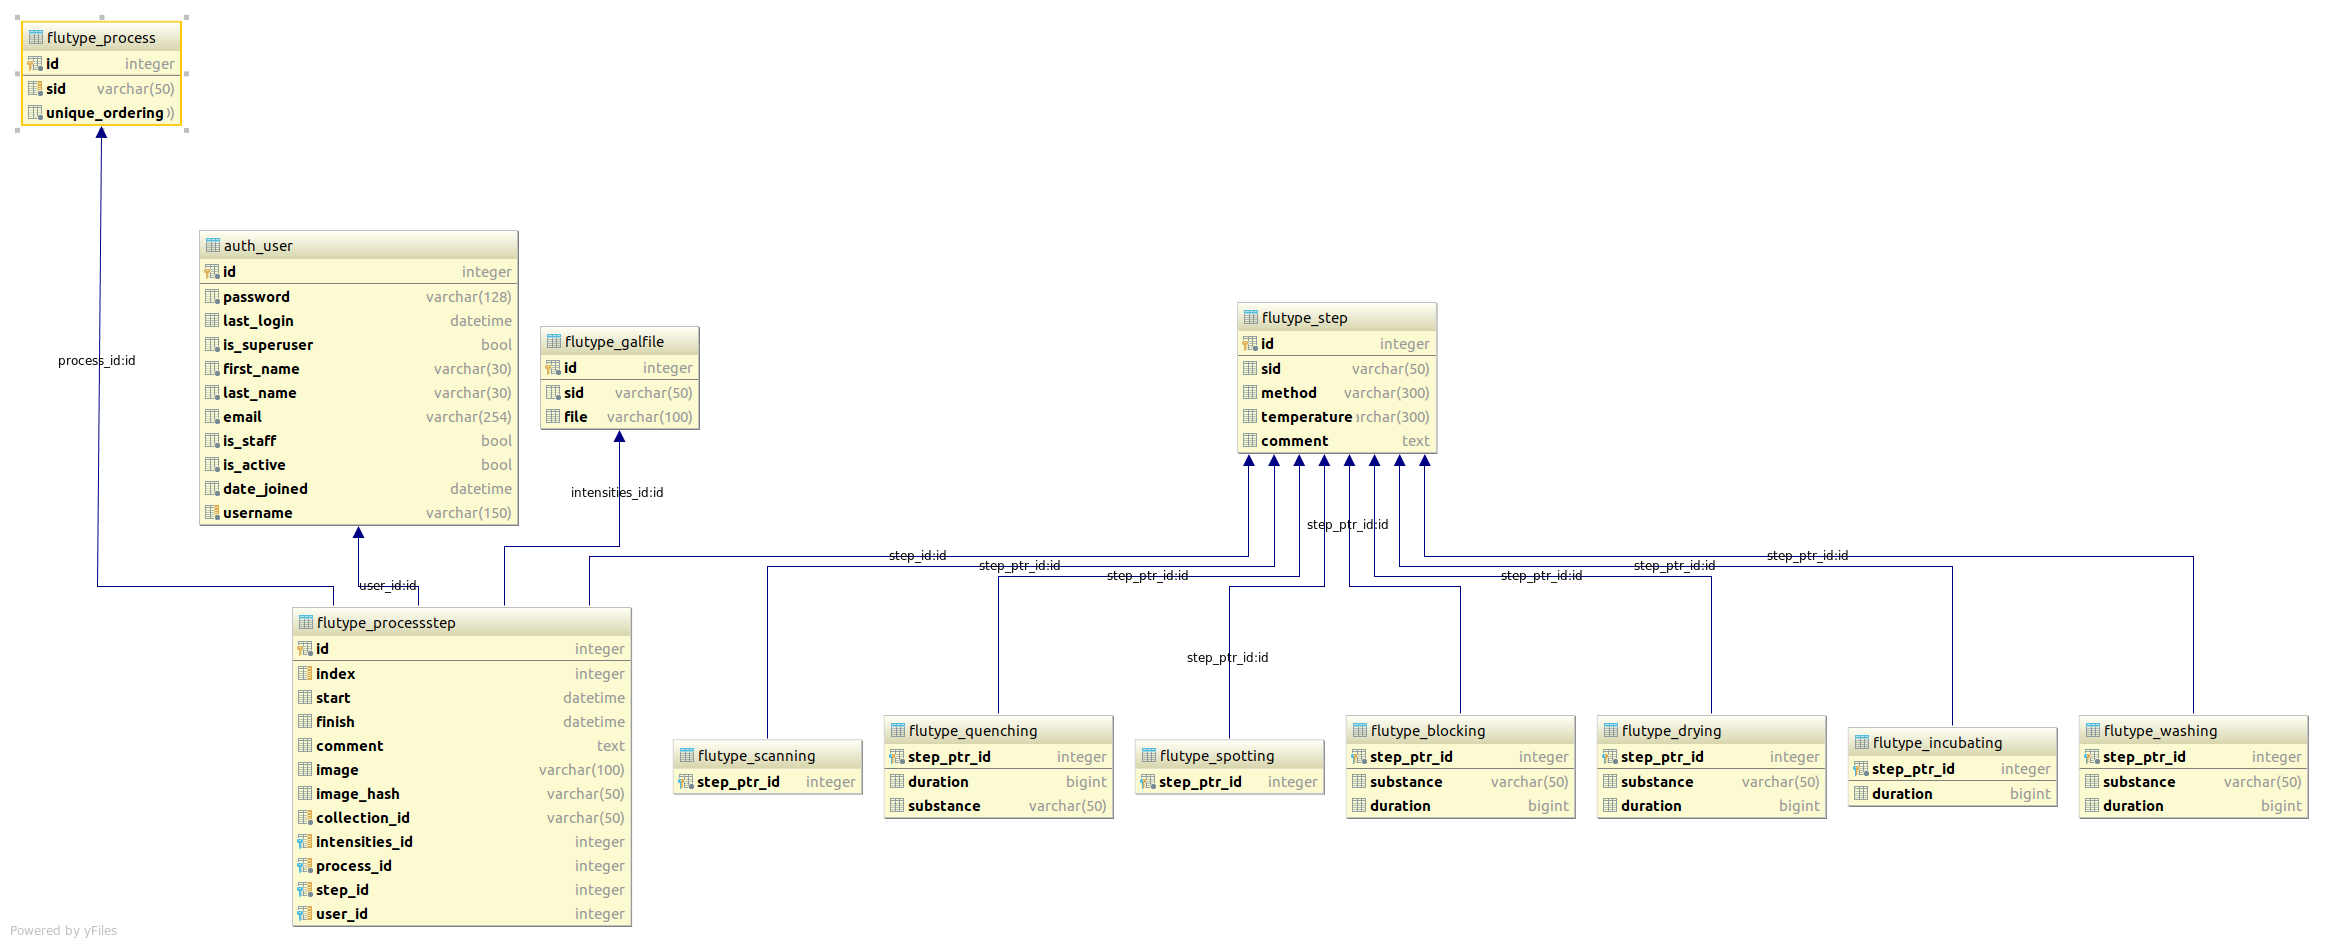 flutype_process
id integer
sid varchar(50)
unique_ordering )
process_id:id
auth_user
id integer
password varchar(128)
last_login datetime
is_superuser bool
first_name varchar(30)
last_name varchar(30)
email varchar(254)
is_staff bool
is_active bool
date_joined datetime
username varchar(150)
user_id:id
flutype_galfile
id integer
sid varchar(50)
file varchar(100)
intensities_id:id
flutype_step
id integer
sid varchar(50)
method varchar(300)
temperature rchar(300)
comment text
step_ptr_id:id
step_id:id
step_ptr_id:id
step_ptr_id:id
step_ptr_id:id
step_ptr_id:id
step_ptr_id:id
step_ptr_id:id
flutype_processstep
id integer
index integer
start datetime
finish datetime
comment text
image varchar(100)
image_hash varchar(50)
collection_id varchar(50)
intensities_id integer
process_id integer
step_id integer
user_id integer
flutype_scanning
step_ptr_id integer
flutype_quenching
step_ptr_id integer
duration bigint
substance varchar(50)
flutype_spotting
step_ptr_id integer
flutype_blocking
step_ptr_id integer
substance varchar(50)
duration bigint
flutype_drying
step_ptr_id integer
substance varchar(50)
duration bigint
flutype_incubating
step_ptr_id integer
duration bigint
flutype_washing
step_ptr_id integer
substance varchar(50)
duration bigint
Powered by yFiles